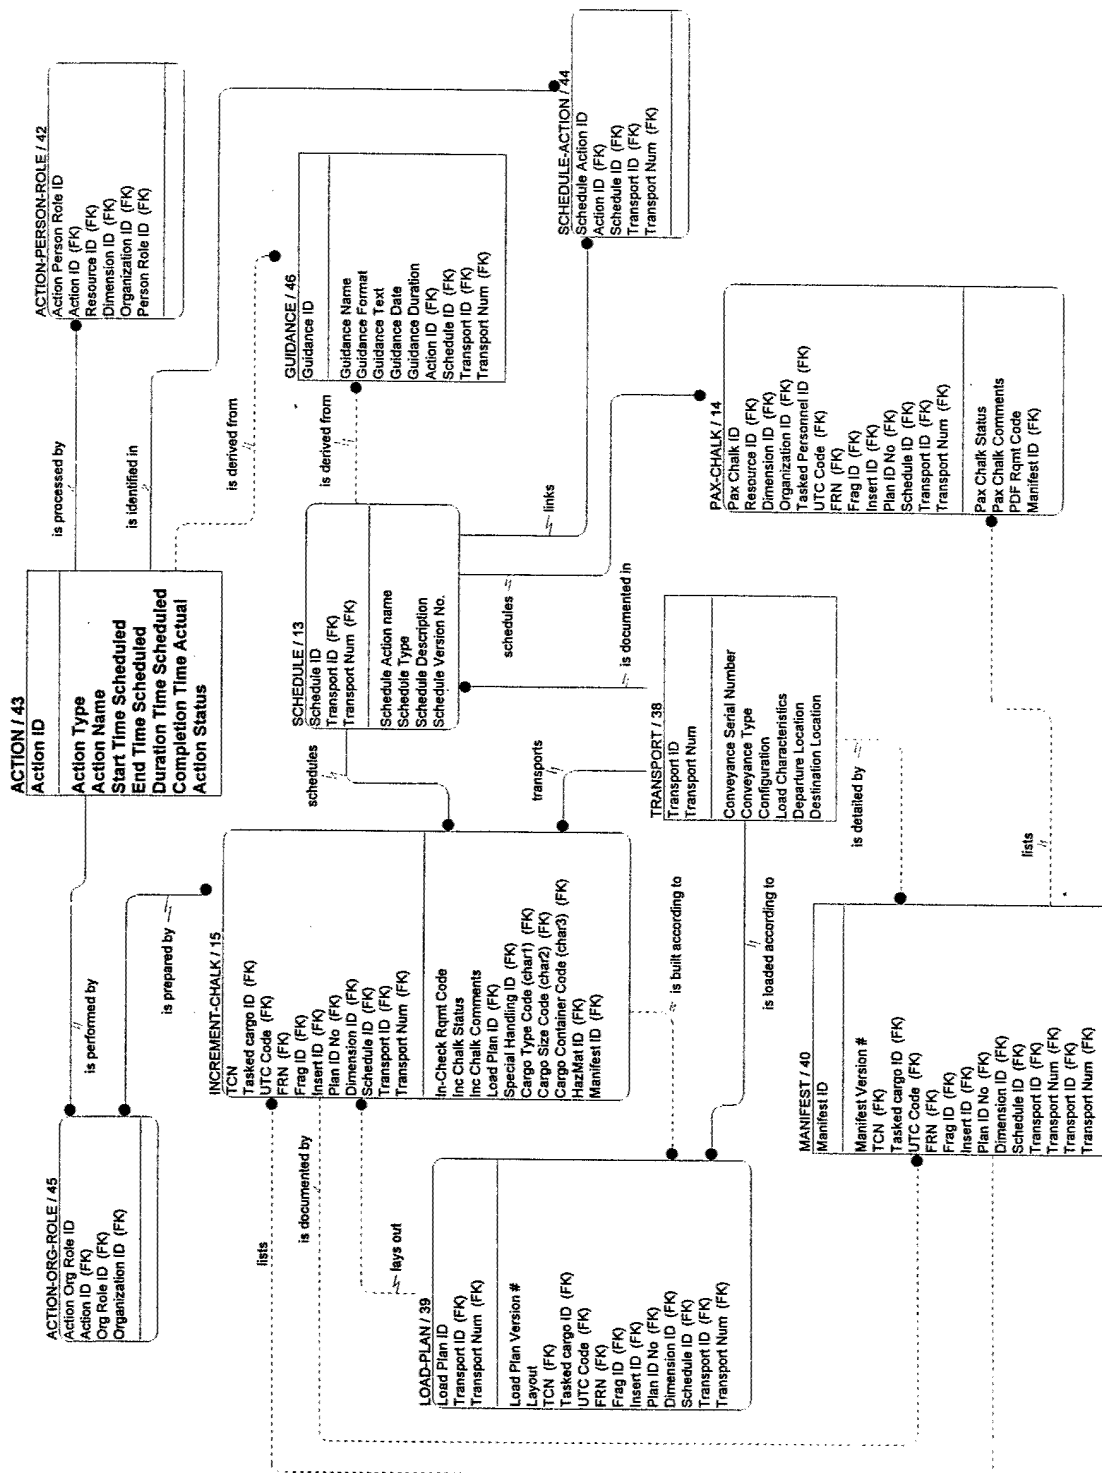 ACTION-ORG-ROLE / 45
Action Org Role ID
Action ID (FK)
Org Role ID (FK)
Organization ID (FK)
is performed by
is prepared by
ACTION / 43
Action ID
Action Type
Action Name
Start Time Scheduled
End Time Scheduled
Duration Time Scheduled
Completion Time Actual
Action Status
is processed by
is identified in
is derived from
ACTION-PERSON-ROLE / 42
Action Person Role ID
Action ID (FK)
Resource ID (FK)
Dimension ID (FK)
Organization ID (FK)
Person Role ID (FK)
INCREMENT-CHALK / 15
TCN
Tasked cargo ID (FK)
UTC Code (FK)
FRN (FK)
Frag ID (FK)
Insert ID (FK)
Plan ID No (FK)
Dimension ID (FK)
Schedule ID (FK)
Transport ID (FK)
Transport Num (FK)
In-Check Rqmt Code
Inc Chalk Status
Inc Chalk Comments
Load Plan ID (FK)
Special Handling ID (FK)
Cargo Type Code (char1) (FK)
Cargo Size Code (char2) (FK)
Cargo Container Code (char3) (FK)
HazMat ID (FK)
Manifest ID (FK)
lists
is documented by
lays out
schedules
transports
SCHEDULE / 13
Schedule ID
Transport ID (FK)
Transport Num (FK)
Schedule Action name
Schedule Type
Schedule Description
Schedule Version No.
is derived from
GUIDANCE / 46
Guidance ID
Guidance Name
Guidance Format
Guidance Text
Guidance Date
Guidance Duration
Action ID (FK)
Schedule ID (FK)
Transport ID (FK)
Transport Num (FK)
links
schedules
is documented in
SCHEDULE-ACTION / 44
Schedule Action ID
Action ID (FK)
Schedule ID (FK)
Transport ID (FK)
Transport Num (FK)
LOAD-PLAN / 39
Load Plan ID
Transport ID (FK)
Transport Num (FK)
Load Plan Version #
Layout
TCN (FK)
Tasked cargo ID (FK)
UTC Code (FK)
FRN (FK)
Frag ID (FK)
Insert ID (FK)
Plan ID No (FK)
Dimension ID (FK)
Schedule ID (FK)
Transport ID (FK)
Transport Num (FK)
is built according to
is loaded according to
TRANSPORT / 38
Transport ID
Transport Num
Conveyance Serial Number
Conveyance Type
Configuration
Load Characteristics
Departure Location
Destination Location
PAX-CHALK / 14
Pax Chalk ID
Resource ID (FK)
Dimension ID (FK)
Organization ID (FK)
Tasked Personnel ID (FK)
UTC Code (FK)
FRN (FK)
Frag ID (FK)
Insert ID (FK)
Plan ID No (FK)
Schedule ID (FK)
Transport ID (FK)
Transport Num (FK)
Pax Chalk Status
Pax Chalk Comments
PDF Rqmt Code
Manifest ID (FK)
is detailed by
lists
MANIFEST / 40
Manifest ID
Manifest Version #
TCN (FK)
Tasked cargo ID (FK)
UTC Code (FK)
FRN (FK)
Frag ID (FK)
Insert ID (FK)
Plan ID No (FK)
Dimension ID (FK)
Schedule ID (FK)
Transport ID (FK)
Transport Num (FK)
Transport ID (FK)
Transport Num (FK)